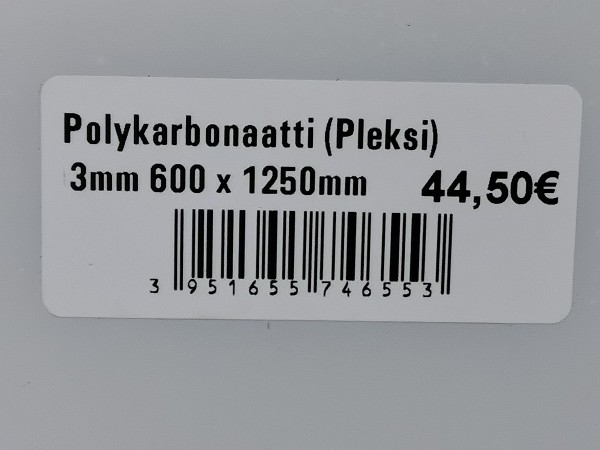 Polykarbonaatti (Pleksi)
3mm 600 x 1250mm 44,50€
3 951655 746553